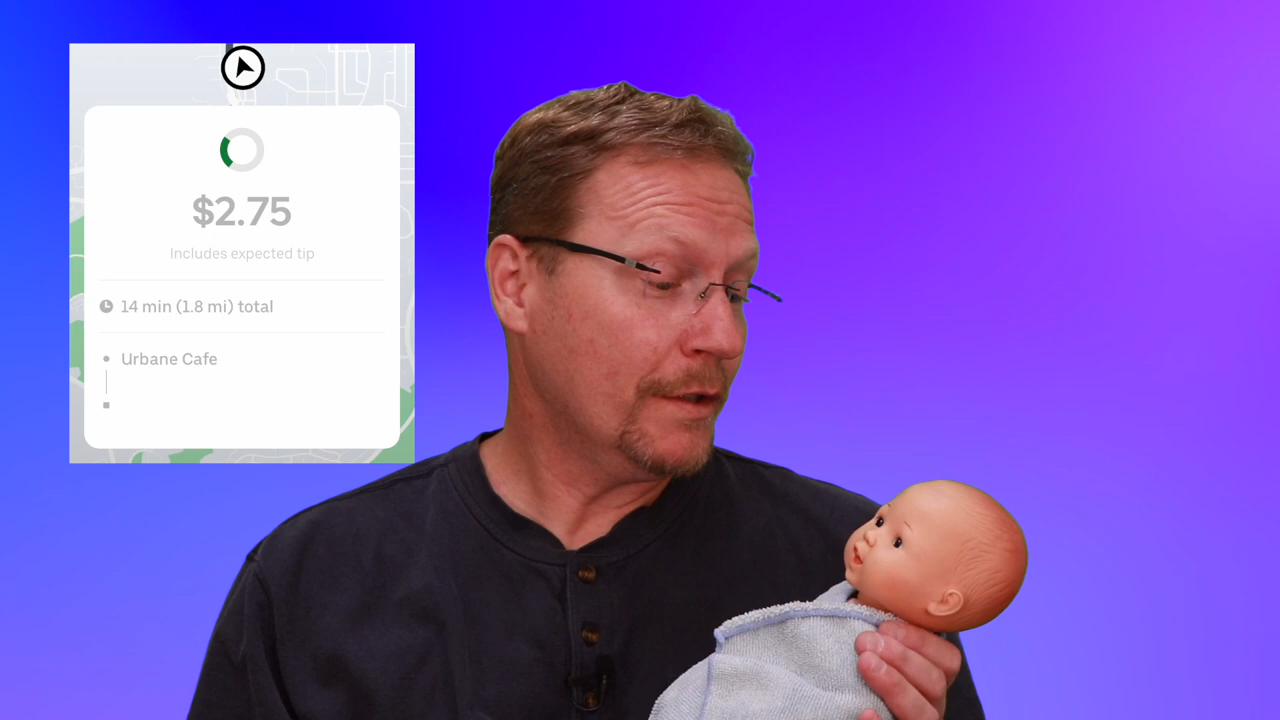 $2.75
Includes expected tip
14 min (1.8 mi) total
Urbane Cafe